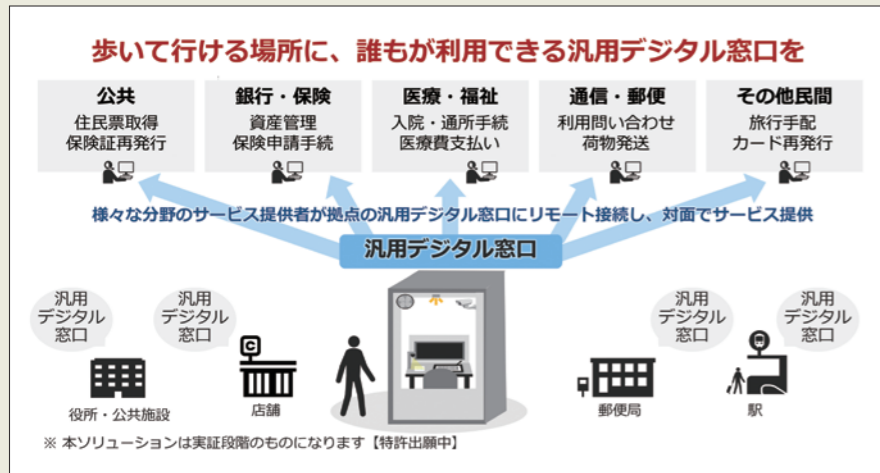 歩いて行ける場所に、誰もが利用できる汎用デジタル窓口を
公共
住民票取得
保険証再発行
銀行・保険
資産管理
保険申請手続
医療・福祉
入院・通所手続
医療費支払い
通信・郵便
利用問い合わせ
荷物発送
その他民間
旅行手配
カード再発行
様々な分野のサービス提供者が拠点の汎用デジタル窓口にリモート接続し、対面でサービス提供
汎用デジタル窓口
汎用
デジタル
窓口
役所・公共施設
汎用
デジタル
窓口
C
店舗
汎用
デジタル
窓口
郵便局
汎用
デジタル
窓口
駅
※ 本ソリューションは実証段階のものになります【特許出願中】